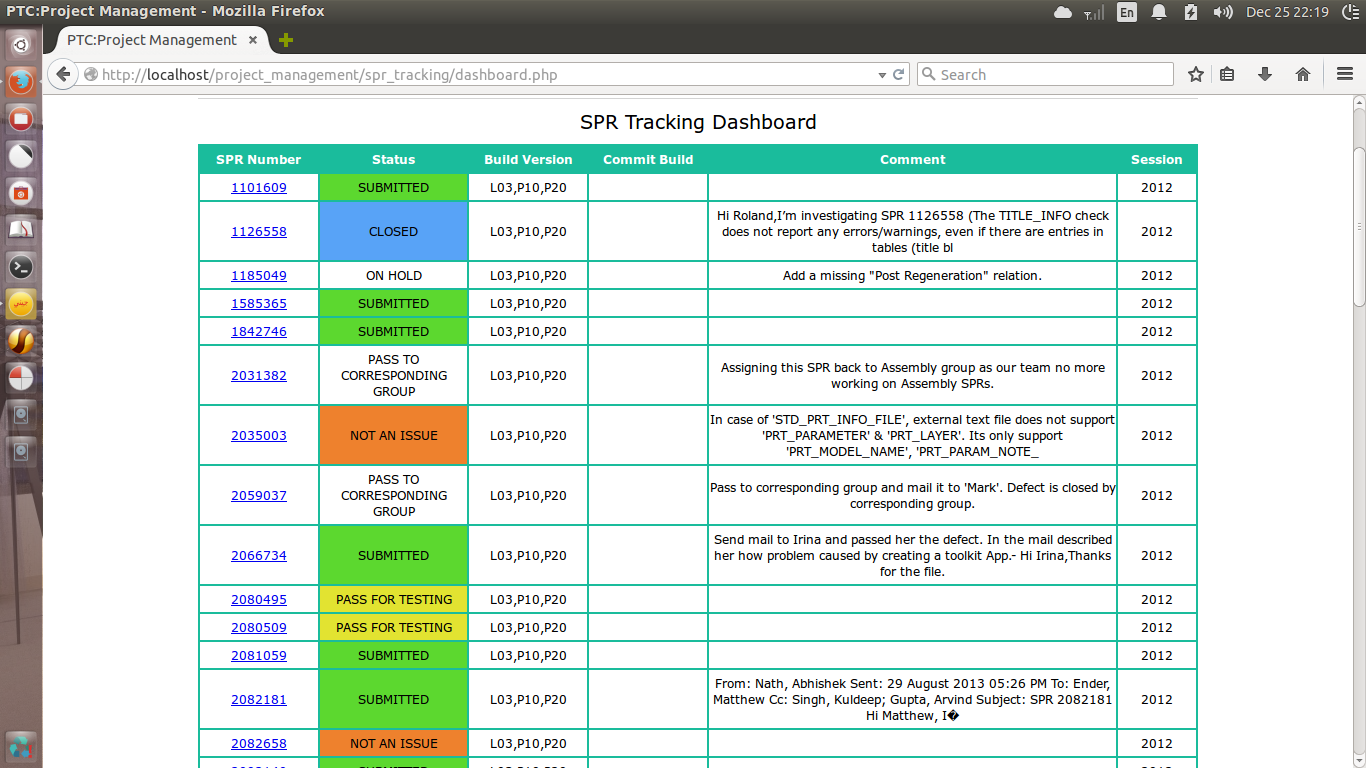 PTC:Project Management - Mozilla Firefox
En
Dec 25 22:19
PTC:Project Management
http://localhost/project_management/spr_tracking/dashboard.php
Search
SPR Tracking Dashboard
SPR Number Status Build Version Commit Build Comment Session
1101609 SUBMITTED L03,P10,P20 2012
1126558 CLOSED L03,P10,P20
Hi Roland,I’m investigating SPR 1126558 (The TITLE_INFO check
does not report any errors/warnings, even if there are entries in
tables (title bl
2012
1185049 ON HOLD L03,P10,P20 Add a missing "Post Regeneration" relation. 2012
1585365 SUBMITTED L03,P10,P20 2012
1842746 SUBMITTED L03,P10,P20 2012
2031382
PASS TO
CORRESPONDING
GROUP
L03,P10,P20
Assigning this SPR back to Assembly group as our team no more
working on Assembly SPRs.
2012
2035003 NOT AN ISSUE L03,P10,P20
In case of 'STD_PRT_INFO_FILE', external text file does not support
'PRT_PARAMETER' & 'PRT_LAYER'. Its only support
'PRT_MODEL_NAME', 'PRT_PARAM_NOTE_
2012
2059037
PASS TO
CORRESPONDING
GROUP
L03,P10,P20
Pass to corresponding group and mail it to 'Mark'. Defect is closed by
corresponding group.
2012
2066734 SUBMITTED L03,P10,P20
Send mail to Irina and passed her the defect. In the mail described
her how problem caused by creating a toolkit App.- Hi Irina,Thanks
for the file.
2012
2080495 PASS FOR TESTING L03,P10,P20 2012
2080509 PASS FOR TESTING L03,P10,P20 2012
2081059 SUBMITTED L03,P10,P20 2012
2082181 SUBMITTED L03,P10,P20
From: Nath, Abhishek Sent: 29 August 2013 05:26 PM To: Ender,
Matthew Cc: Singh, Kuldeep; Gupta, Arvind Subject: SPR 2082181
Hi Matthew, I�
2012
2082658 NOT AN ISSUE L03,P10,P20 2012